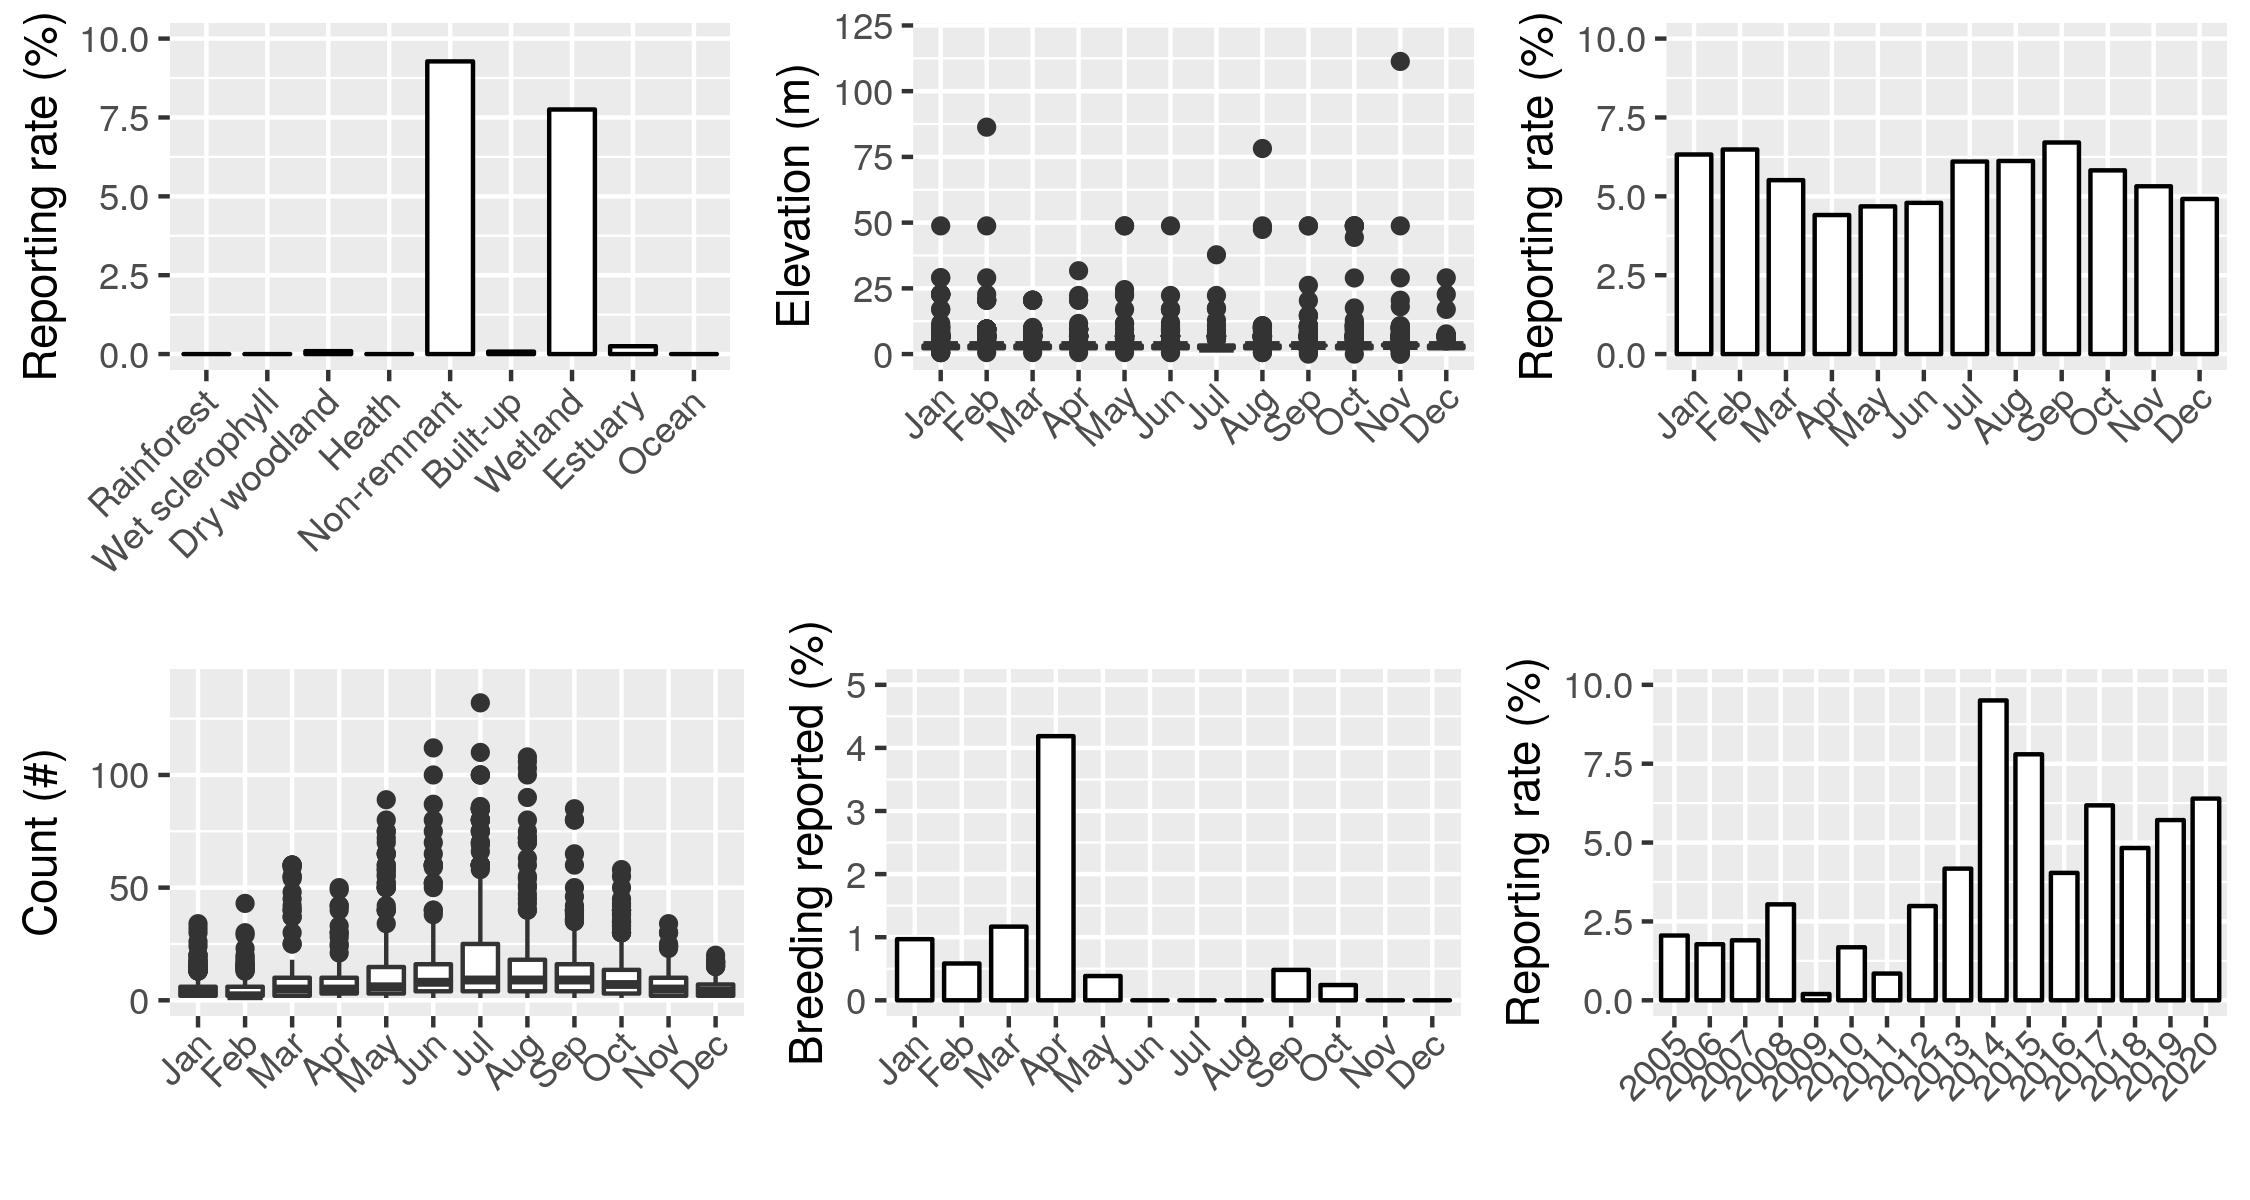 Reporting rate (%)
10.0
7.5
5.0
2.5
0.0
Rainforest
Wet sclerophyll
Dry woodland
Heath
Non-remnant
Built-up
Wetland
Estuary
Ocean
Elevation (m)
125
100
75
50
25
0
Jan
Feb
Mar
Apr
May
Jun
Jul
Aug
Sep
Oct
Nov
Dec
Reporting rate (%)
10.0
7.5
5.0
2.5
0.0
Jan
Feb
Mar
Apr
May
Jun
Jul
Aug
Sep
Oct
Nov
Dec
Count (#)
100
50
0
Jan
Feb
Mar
Apr
May
Jun
Jul
Aug
Sep
Oct
Nov
Dec
Breeding reported (%)
5
4
3
2
1
0
Jan
Feb
Mar
Apr
May
Jun
Jul
Aug
Sep
Oct
Nov
Dec
Reporting rate (%)
10.0
7.5
5.0
2.5
0.0
2005
2006
2007
2008
2009
2010
2011
2012
2013
2014
2015
2016
2017
2018
2019
2020